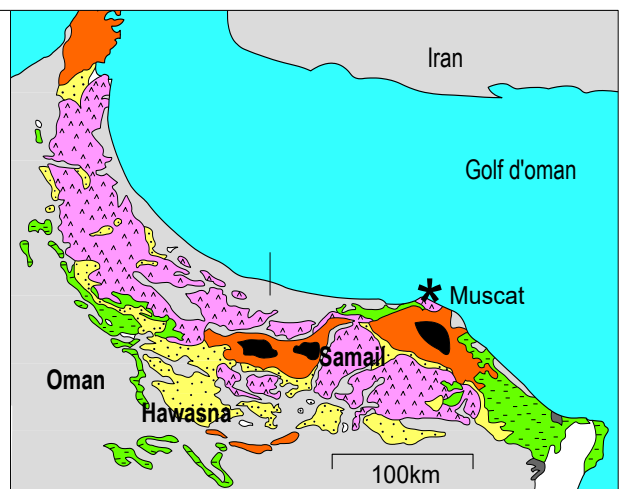 Iran
Golf d'oman
Muscat
Samail
Oman
Hawasna
100km